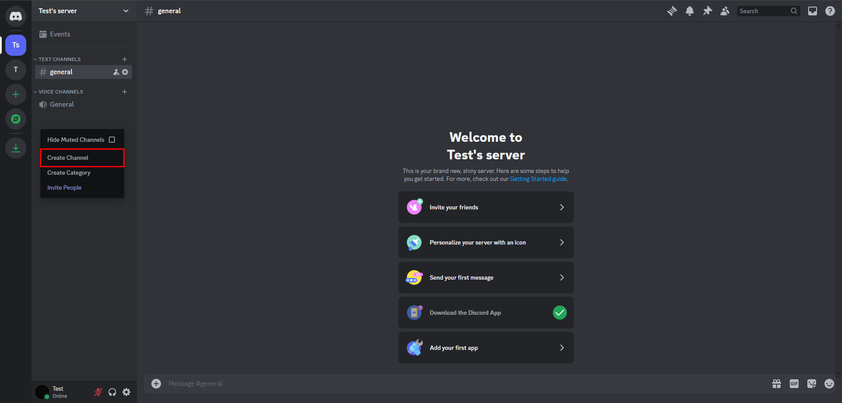 Test's server
general
Search
Ts
Events
T
TEXT CHANNELS
general
VOICE CHANNELS
General
Hide Muted Channels
Create Channel
Create Category
Invite People
Welcome to
Test's server
This is your brand new, shiny server. Here are some steps to help
you get started. For more, check out our Getting Started guide.
Invite your friends
Personalize your server with an icon
Send your first message
Download the Discord App
Add your first app
Test
Online
Message #general
GIF